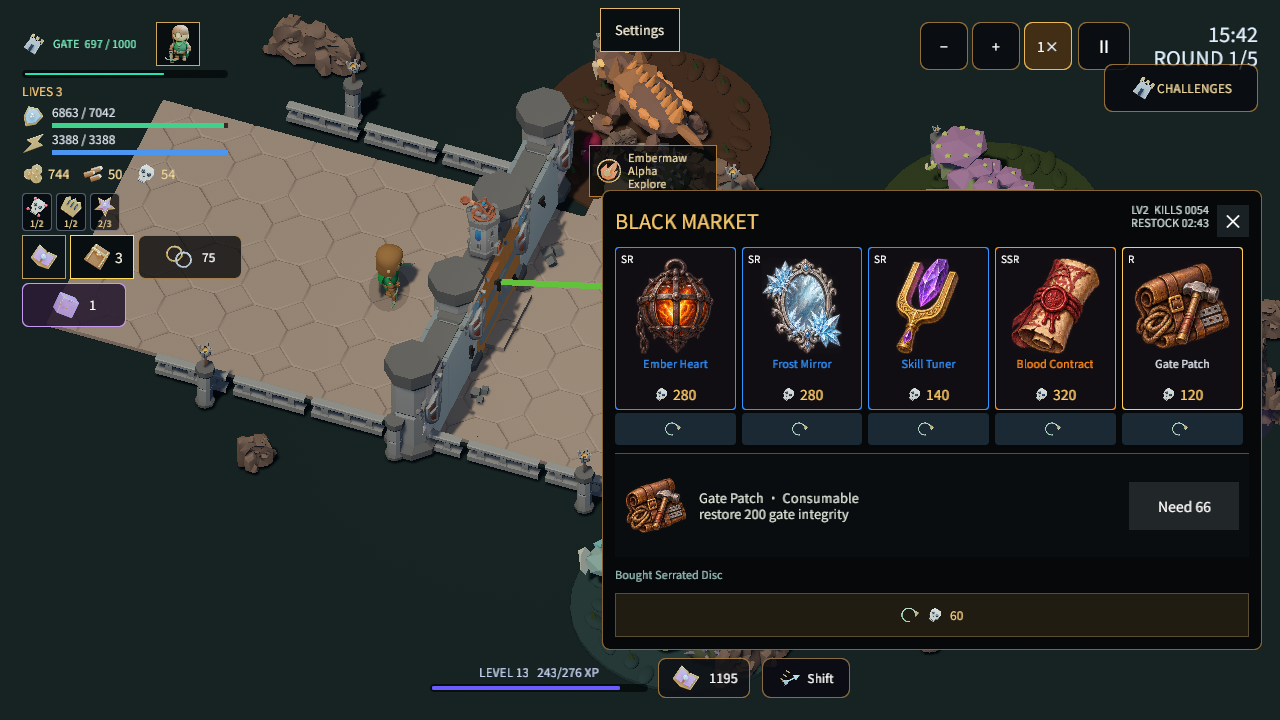 Settings
GATE 697 / 1000
− + 1× II
15:42
ROUND 1/5
CHALLENGES
LIVES 3
6863 / 7042
3388 / 3388
744 50 54
1/2 1/2 2/3
3 75
1
Embermaw
Alpha
Explore
BLACK MARKET
LV2 KILLS 0054
RESTOCK 02:43
SR SR SR SSR R
Ember Heart Frost Mirror Skill Tuner Blood Contract Gate Patch
280 280 140 320 120
Gate Patch · Consumable
restore 200 gate integrity
Need 66
Bought Serrated Disc
60
LEVEL 13 243/276 XP
1195
Shift